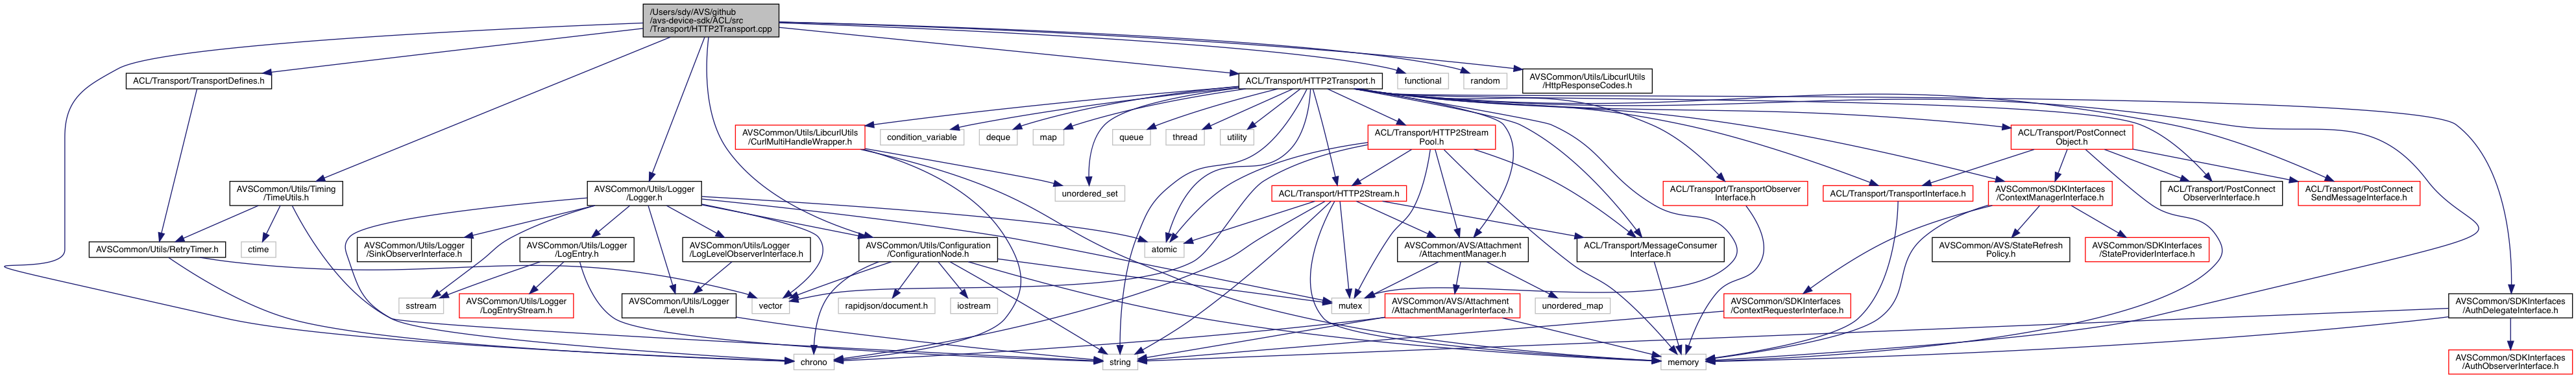 /Users/sdy/AVS/github
/avs-device-sdk/ACL/src
/Transport/HTTP2Transport.cpp
ACL/Transport/TransportDefines.h
ACL/Transport/HTTP2Transport.h
functional
random
AVSCommon/Utils/LibcurlUtils
/HttpResponseCodes.h
AVSCommon/Utils/LibcurlUtils
/CurlMultiHandleWrapper.h
condition_variable
deque
map
queue
thread
utility
ACL/Transport/HTTP2Stream
Pool.h
ACL/Transport/PostConnect
Object.h
AVSCommon/Utils/Timing
/TimeUtils.h
AVSCommon/Utils/Logger
/Logger.h
unordered_set
ACL/Transport/HTTP2Stream.h
ACL/Transport/TransportObserver
Interface.h
ACL/Transport/TransportInterface.h
AVSCommon/SDKInterfaces
/ContextManagerInterface.h
ACL/Transport/PostConnect
ObserverInterface.h
ACL/Transport/PostConnect
SendMessageInterface.h
AVSCommon/Utils/RetryTimer.h
ctime
AVSCommon/Utils/Logger
/SinkObserverInterface.h
AVSCommon/Utils/Logger
/LogEntry.h
AVSCommon/Utils/Logger
/LogLevelObserverInterface.h
AVSCommon/Utils/Configuration
/ConfigurationNode.h
atomic
AVSCommon/AVS/Attachment
/AttachmentManager.h
ACL/Transport/MessageConsumer
Interface.h
AVSCommon/AVS/StateRefresh
Policy.h
AVSCommon/SDKInterfaces
/StateProviderInterface.h
sstream
AVSCommon/Utils/Logger
/LogEntryStream.h
AVSCommon/Utils/Logger
/Level.h
vector
rapidjson/document.h
iostream
mutex
AVSCommon/AVS/Attachment
/AttachmentManagerInterface.h
unordered_map
AVSCommon/SDKInterfaces
/ContextRequesterInterface.h
AVSCommon/SDKInterfaces
/AuthDelegateInterface.h
chrono
string
memory
AVSCommon/SDKInterfaces
/AuthObserverInterface.h